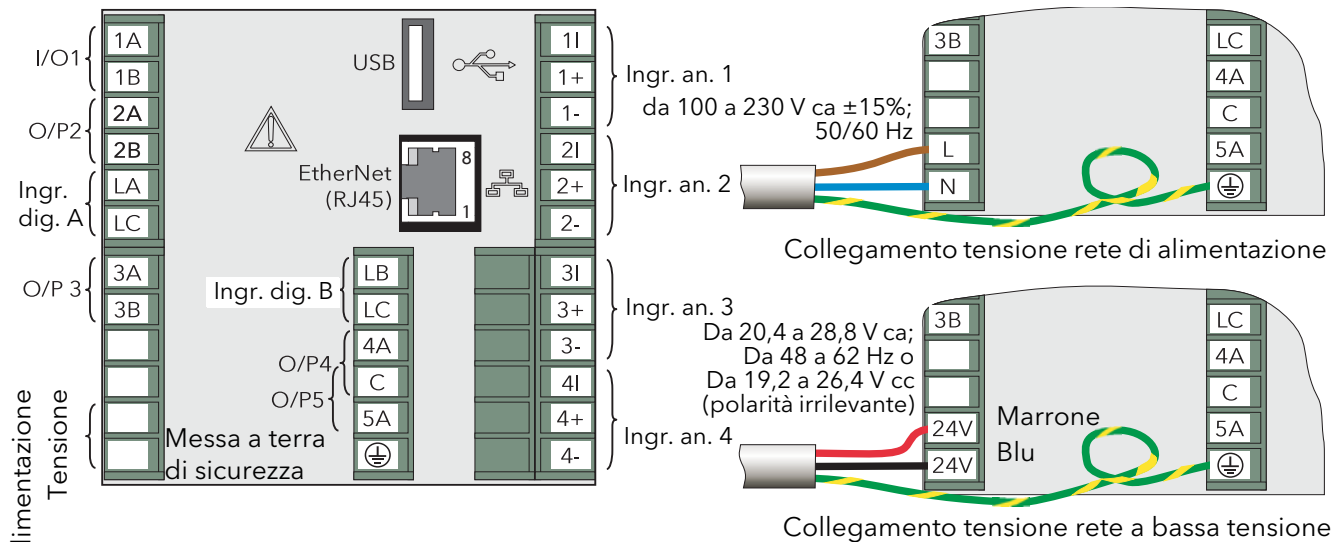 I/O1
O/P2
Ingr.
dig. A
O/P 3
limentazione
Tensione
1A
1B
2A
2B
LA
LC
3A
3B
USB
EtherNet
(RJ45)
8
1
Ingr. dig. B
O/P4
O/P5
Messa a terra
di sicurezza
LB
LC
4A
C
5A
1I
1+
1-
2I
2+
2-
3I
3+
3-
4I
4+
4-
Ingr. an. 1
Ingr. an. 2
Ingr. an. 3
Ingr. an. 4
da 100 a 230 V ca ±15%;
50/60 Hz
3B
L
N
LC
4A
C
5A
Collegamento tensione rete di alimentazione
Da 20,4 a 28,8 V ca;
Da 48 a 62 Hz o
Da 19,2 a 26,4 V cc
(polarità irrilevante)
3B
24V
24V
Marrone
Blu
LC
4A
C
5A
Collegamento tensione rete a bassa tensione